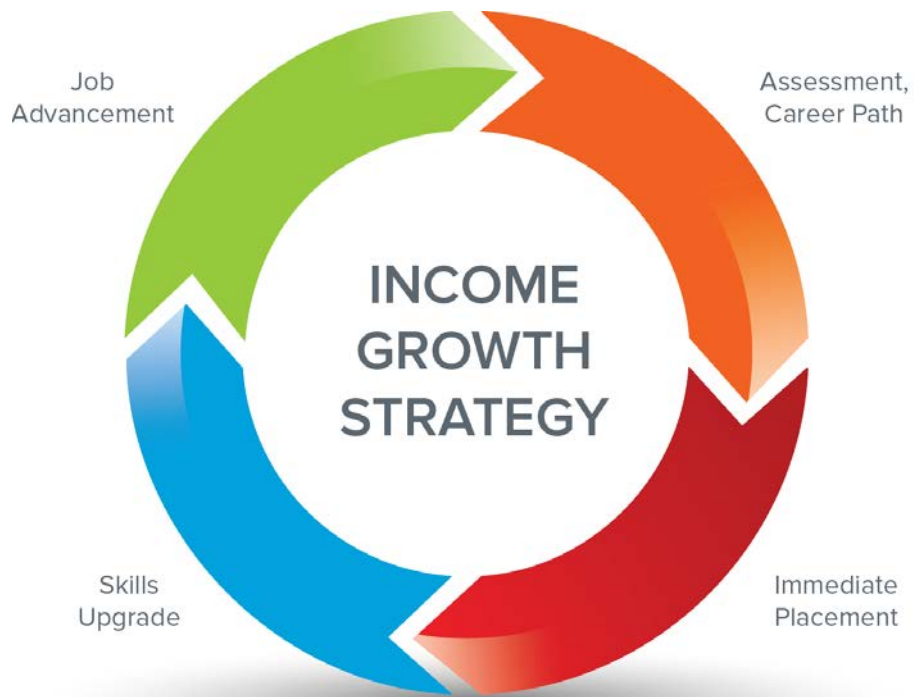 Job
Advancement
Assessment,
Career Path
INCOME
GROWTH
STRATEGY
Skills
Upgrade
Immediate
Placement